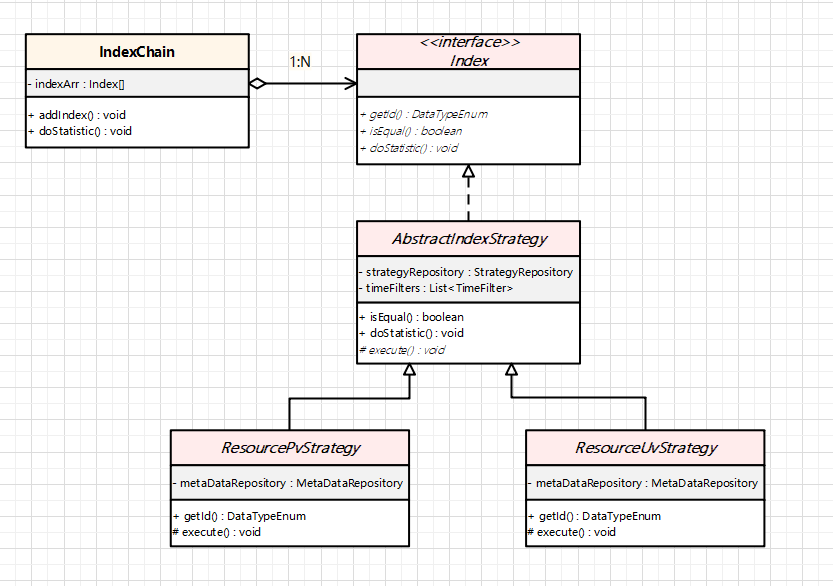 IndexChain
- indexArr : Index[]
+ addIndex() : void
+ doStatistic() : void
1:N
<<interface>>
Index
+ getId() : DataTypeEnum
+ isEqual() : boolean
+ doStatistic() : void
AbstractIndexStrategy
- strategyRepository : StrategyRepository
- timeFilters : List<TimeFilter>
+ isEqual() : boolean
+ doStatistic() : void
# execute() : void
ResourcePvStrategy
- metaDataRepository : MetaDataRepository
+ getId() : DataTypeEnum
# execute() : void
ResourceUvStrategy
- metaDataRepository : MetaDataRepository
+ getId() : DataTypeEnum
# execute() : void